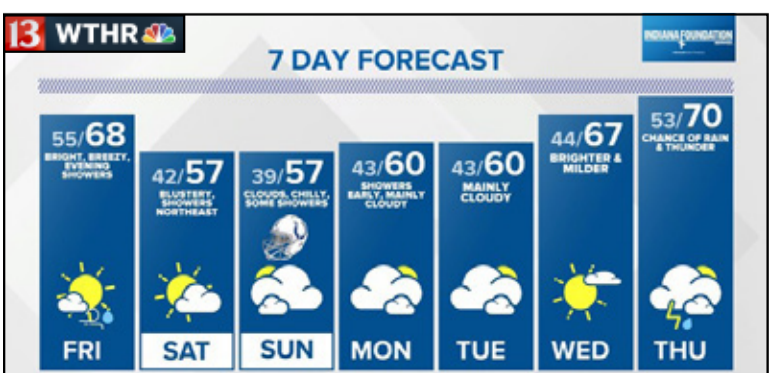 13 WTHR
INDIANA FOUNDATION
7 DAY FORECAST
55/68
BRIGHT, BREEZY,
EVENING
SHOWERS
FRI
42/57
BLUSTERY,
SHOWERS
NORTHEAST
SAT
39/57
CLOUDS, CHILLY,
SOME SHOWERS
SUN
43/60
SHOWERS
EARLY, MAINLY
CLOUDY
MON
43/60
MAINLY
CLOUDY
TUE
44/67
BRIGHTER &
MILDER
WED
53/70
CHANCE OF RAIN
& THUNDER
THU